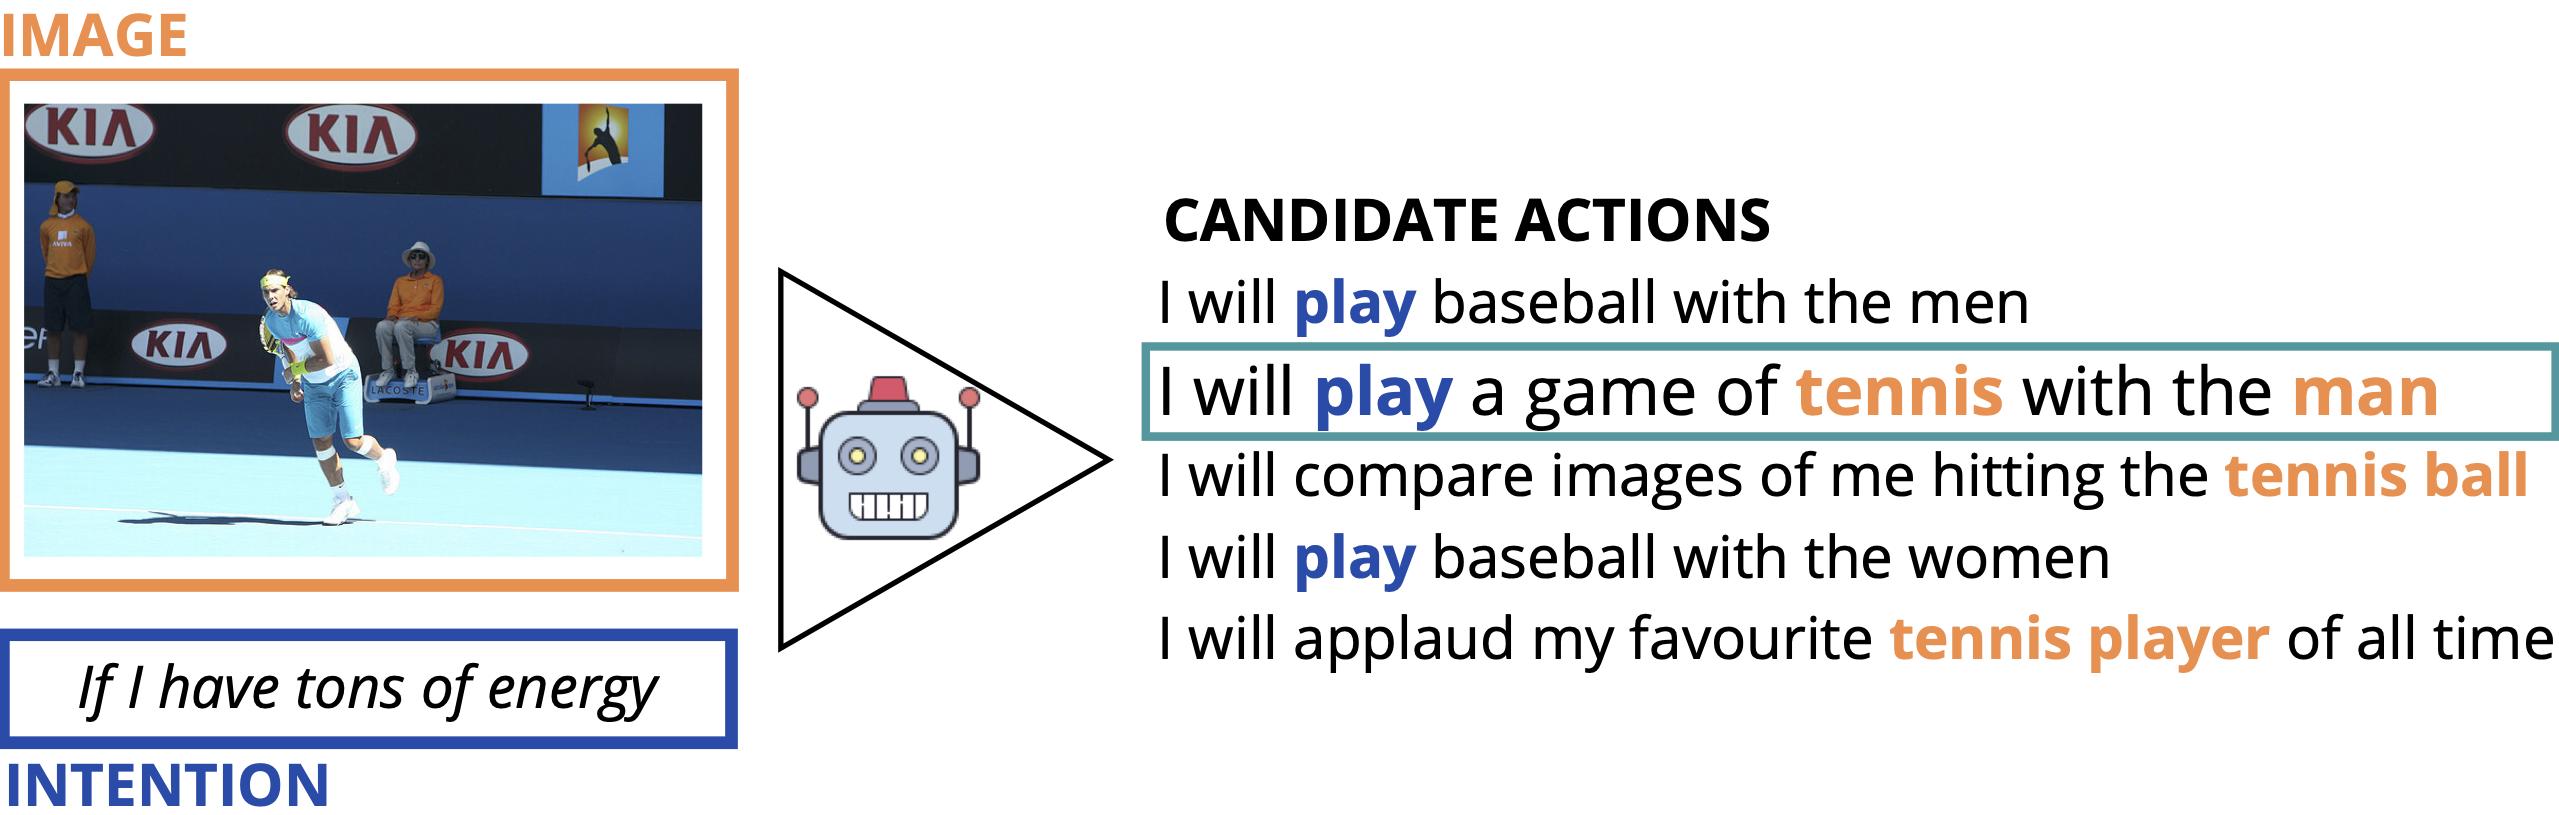 IMAGE
KIA
KIA
AVIVA
KIA
KIA
LACOSTE
If I have tons of energy
INTENTION
CANDIDATE ACTIONS
I will play baseball with the men
I will play a game of tennis with the man
I will compare images of me hitting the tennis ball
I will play baseball with the women
I will applaud my favourite tennis player of all time